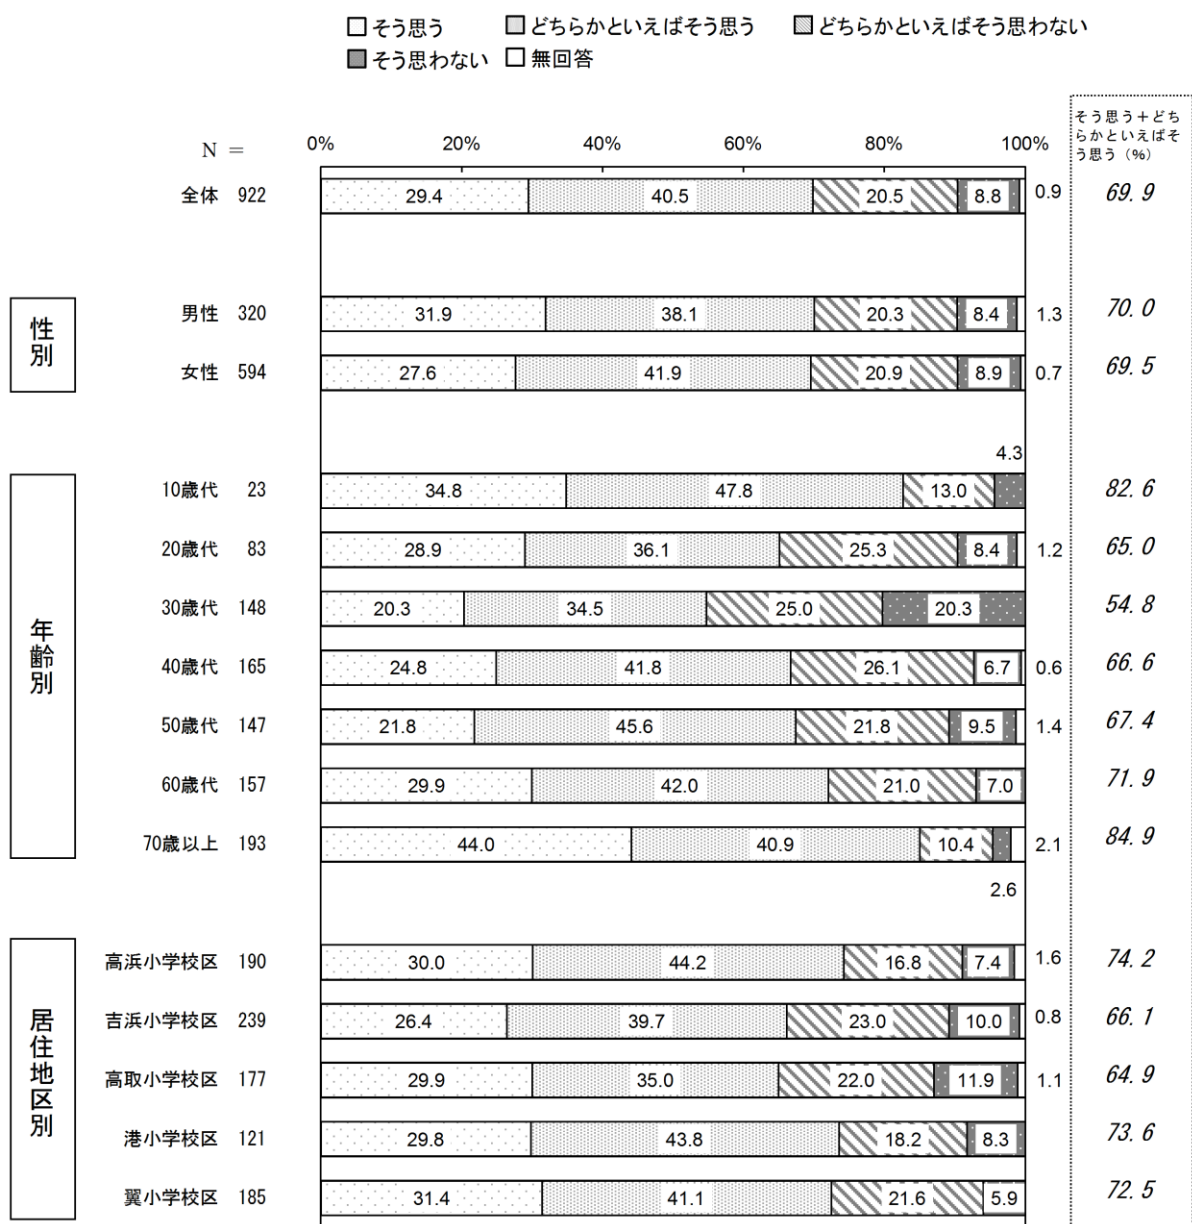 そう思う どちらかといえばそう思う どちらかといえばそう思わない
そう思わない 無回答
そう思う＋どち
らかといえばそ
う思う（%）
N = 0% 20% 40% 60% 80% 100%
全体 922 29.4 40.5 20.5 8.8 0.9 69.9
性別
男性 320 31.9 38.1 20.3 8.4 1.3 70.0
女性 594 27.6 41.9 20.9 8.9 0.7 69.5
年齢別
4.3
10歳代 23 34.8 47.8 13.0 82.6
20歳代 83 28.9 36.1 25.3 8.4 1.2 65.0
30歳代 148 20.3 34.5 25.0 20.3 54.8
40歳代 165 24.8 41.8 26.1 6.7 0.6 66.6
50歳代 147 21.8 45.6 21.8 9.5 1.4 67.4
60歳代 157 29.9 42.0 21.0 7.0 71.9
70歳以上 193 44.0 40.9 10.4 2.1 84.9
2.6
居住地区別
高浜小学校区 190 30.0 44.2 16.8 7.4 1.6 74.2
吉浜小学校区 239 26.4 39.7 23.0 10.0 0.8 66.1
高取小学校区 177 29.9 35.0 22.0 11.9 1.1 64.9
港小学校区 121 29.8 43.8 18.2 8.3 73.6
翼小学校区 185 31.4 41.1 21.6 5.9 72.5